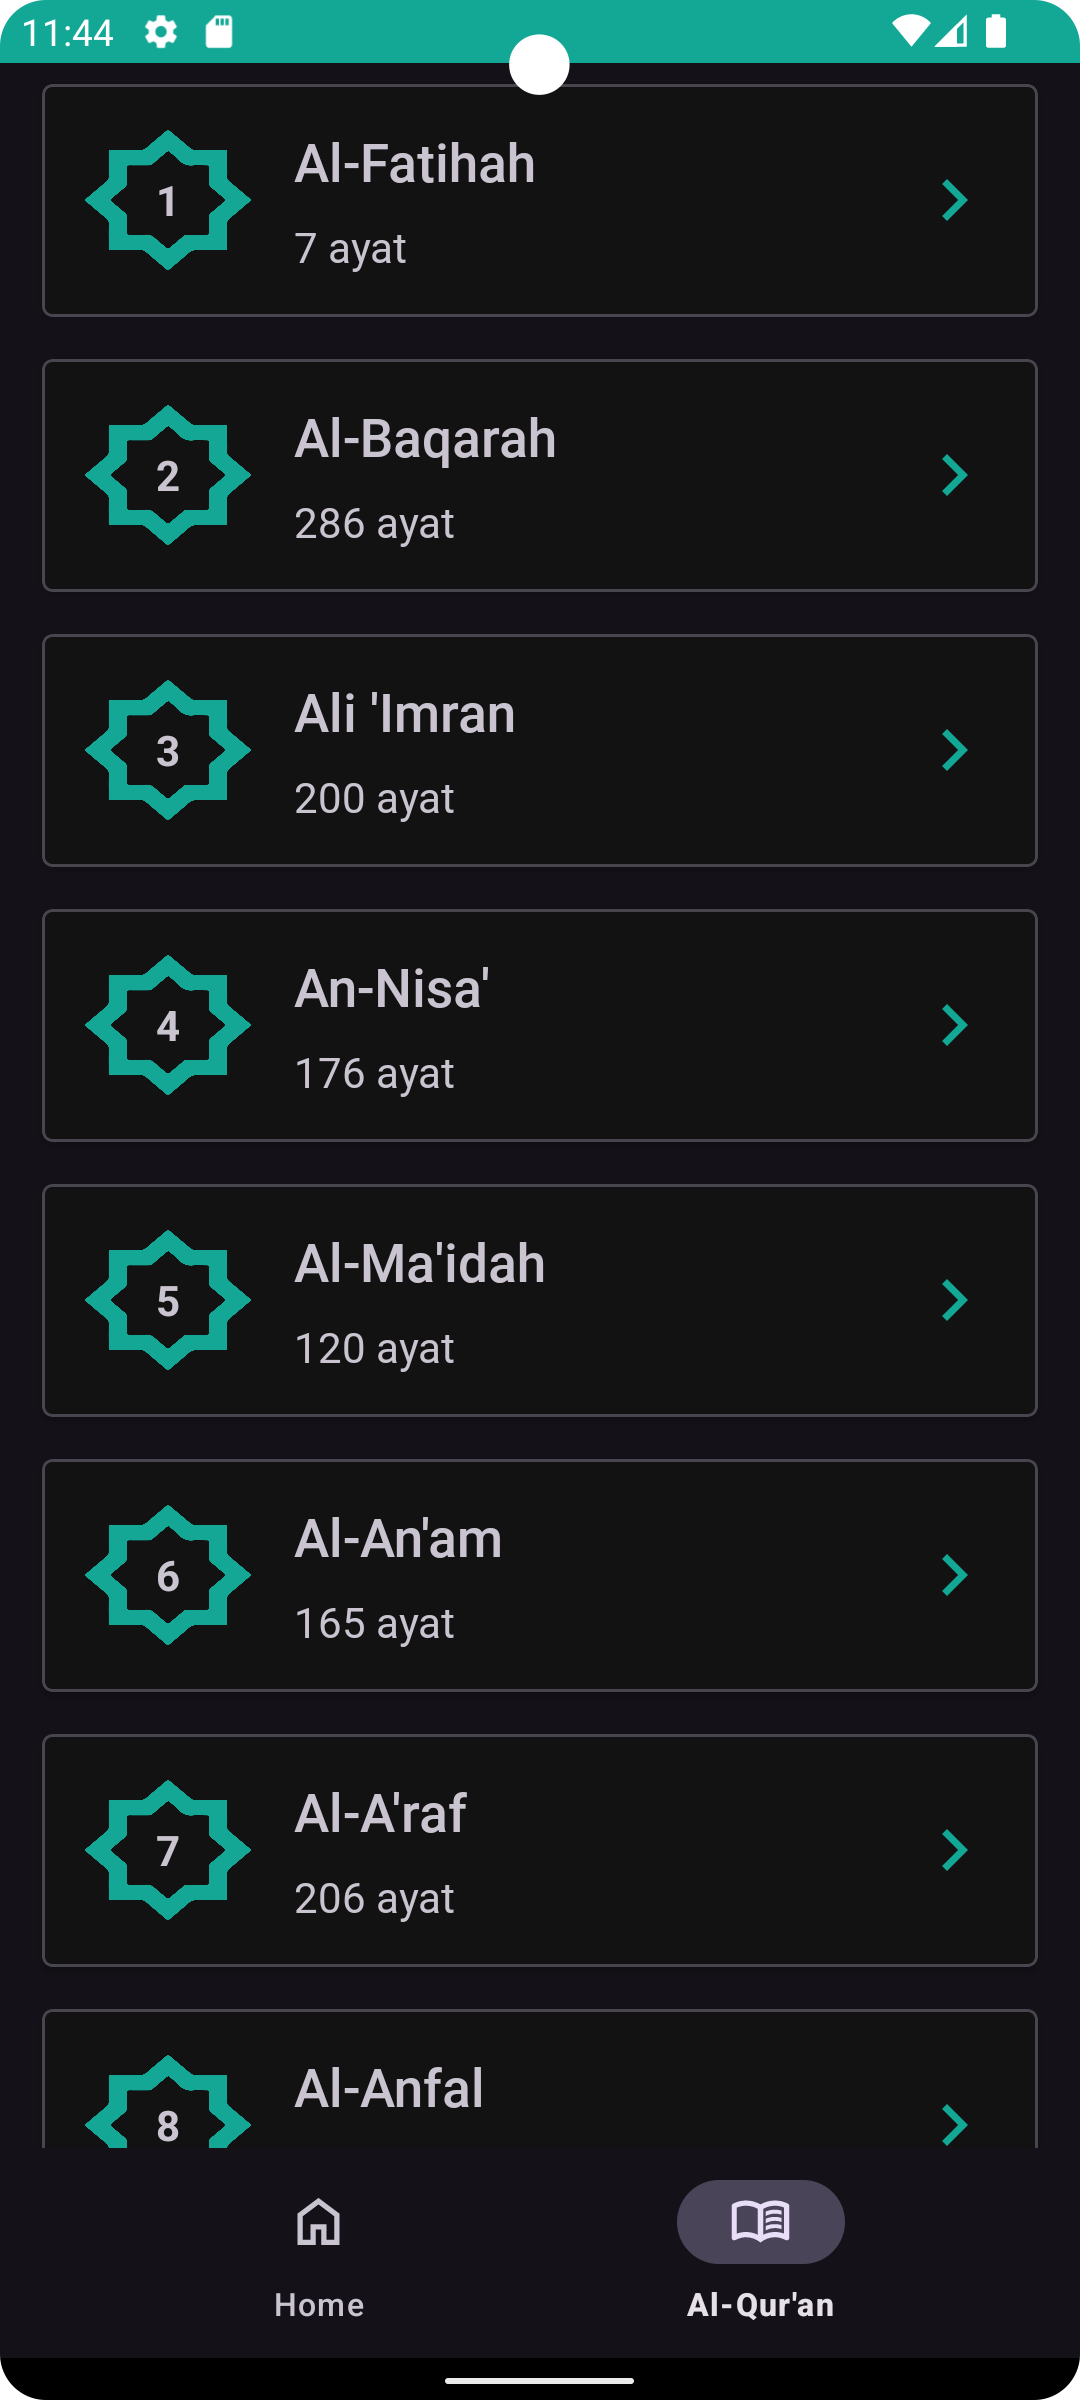 11:44
1
Al-Fatihah
7 ayat
2
Al-Baqarah
286 ayat
3
Ali 'Imran
200 ayat
4
An-Nisa'
176 ayat
5
Al-Ma'idah
120 ayat
6
Al-An'am
165 ayat
7
Al-A'raf
206 ayat
8
Al-Anfal
Home
Al-Qur'an